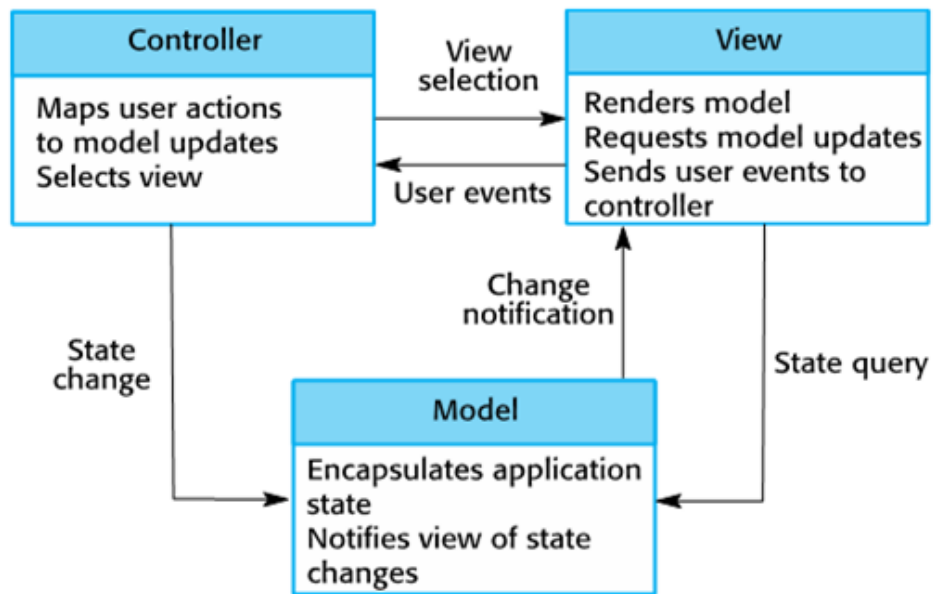 Controller
Maps user actions
to model updates
Selects view
View
selection
User events
View
Renders model
Requests model updates
Sends user events to
controller
State
change
Change
notification
State query
Model
Encapsulates application
state
Notifies view of state
changes